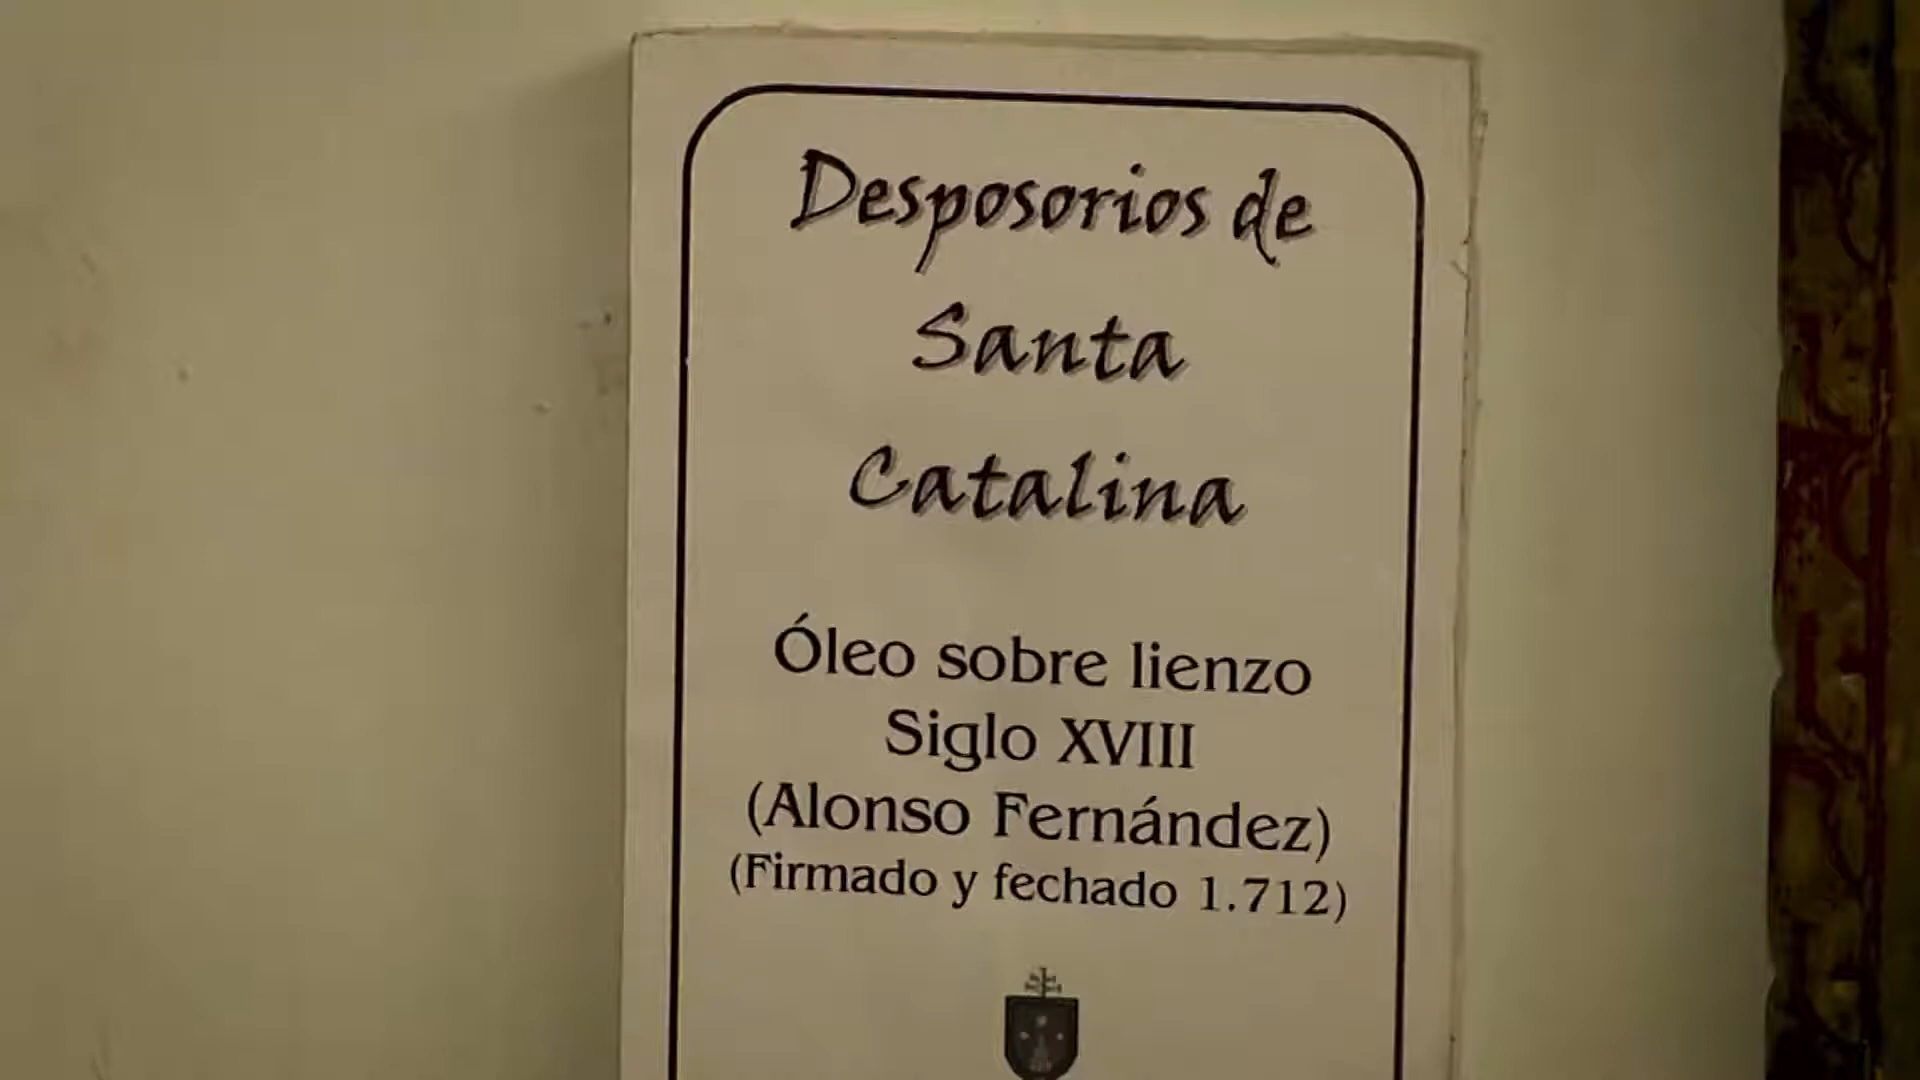 Desposorios de
Santa
Catalina
Óleo sobre lienzo
Siglo XVIII
(Alonso Fernández)
(Firmado y fechado 1.712)